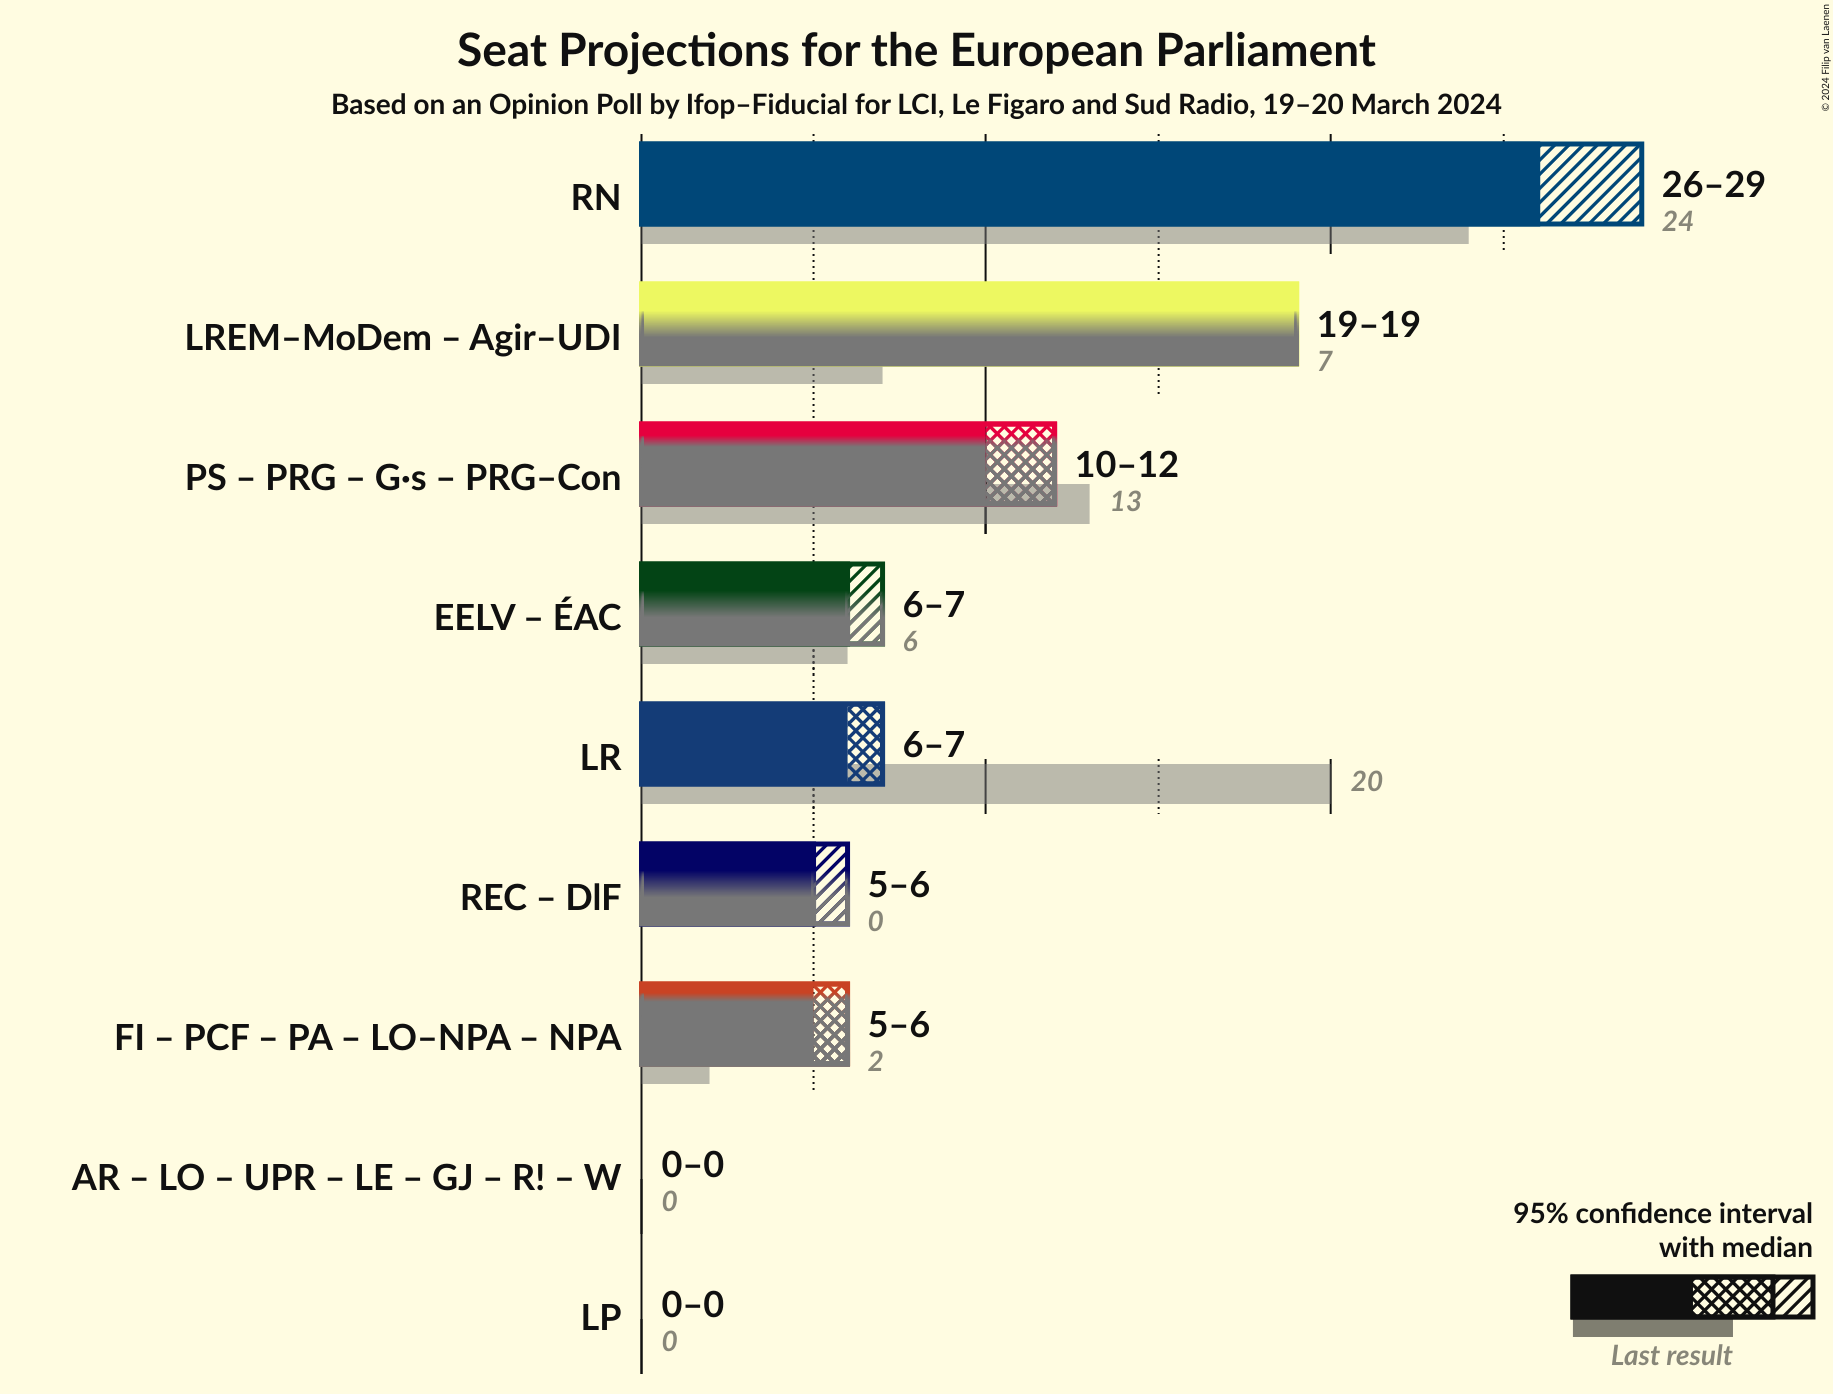 Seat Projections for the European Parliament
Based on an Opinion Poll by Ifop–Fiducial for LCI, Le Figaro and Sud Radio, 19–20 March 2024
© 2024 Filip van Laenen
RN
26–29
24
LREM–MoDem – Agir–UDI
19–19
7
PS – PRG – G·s – PRG–Con
10–12
13
EELV – ÉAC
6–7
6
LR
6–7
20
REC – DlF
5–6
0
FI – PCF – PA – LO–NPA – NPA
5–6
2
AR – LO – UPR – LE – GJ – R! – W
0–0
0
LP
0–0
0
95% confidence interval
with median
Last result